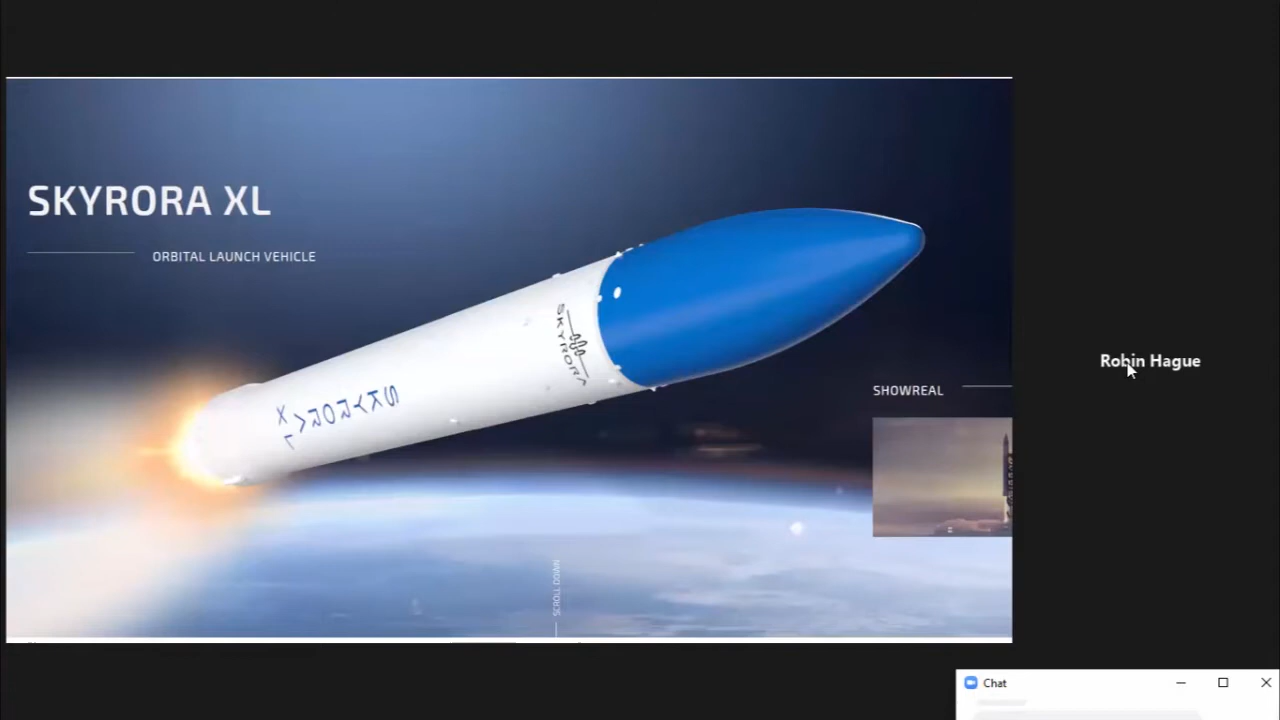 SKYRORA XL
ORBITAL LAUNCH VEHICLE
SKYRORA
SKYRORA
XL
SHOWREAL
SCROLL DOWN
Robin Hague
Chat